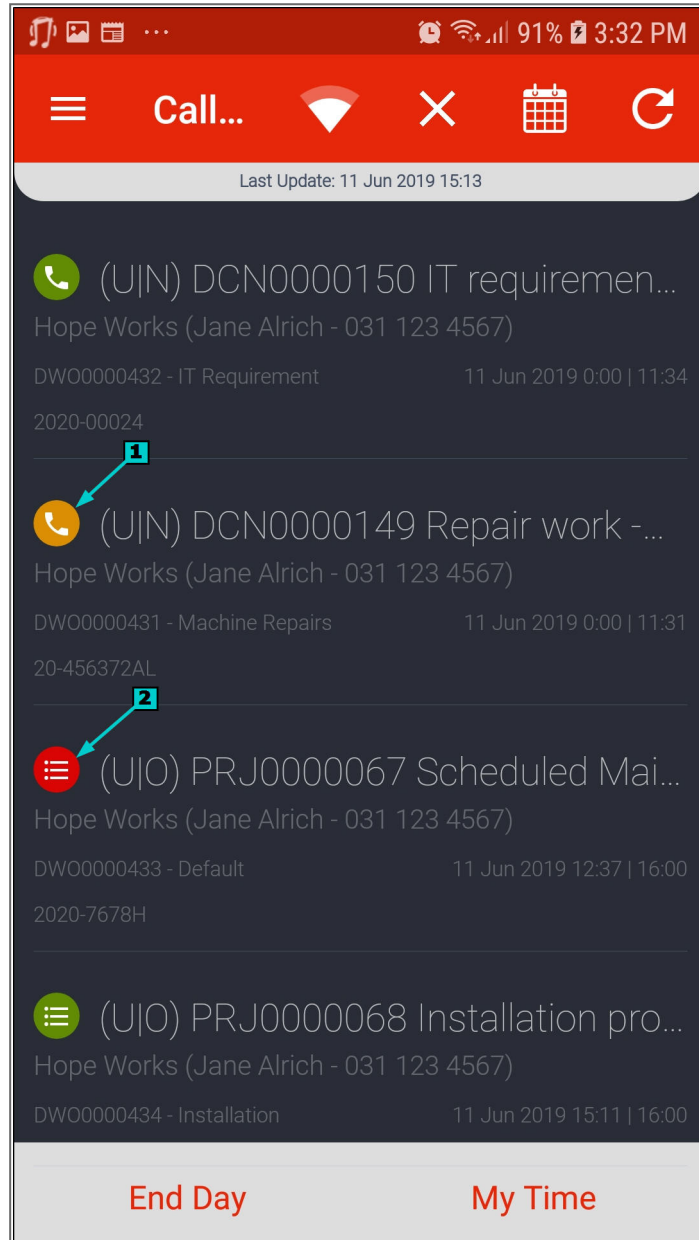 91% 3:32 PM
Call...
Last Update: 11 Jun 2019 15:13
(U|N) DCN0000150 IT requiremen...
Hope Works (Jane Alrich - 031 123 4567)
DWO0000432 - IT Requirement 11 Jun 2019 0:00 | 11:34
2020-00024
1
(U|N) DCN0000149 Repair work -...
Hope Works (Jane Alrich - 031 123 4567)
DWO0000431 - Machine Repairs 11 Jun 2019 0:00 | 11:31
20-456372AL
2
(U|O) PRJ0000067 Scheduled Mai...
Hope Works (Jane Alrich - 031 123 4567)
DWO0000433 - Default 11 Jun 2019 12:37 | 16:00
2020-7678H
(U|O) PRJ0000068 Installation pro...
Hope Works (Jane Alrich - 031 123 4567)
DWO0000434 - Installation 11 Jun 2019 15:11 | 16:00
End Day My Time